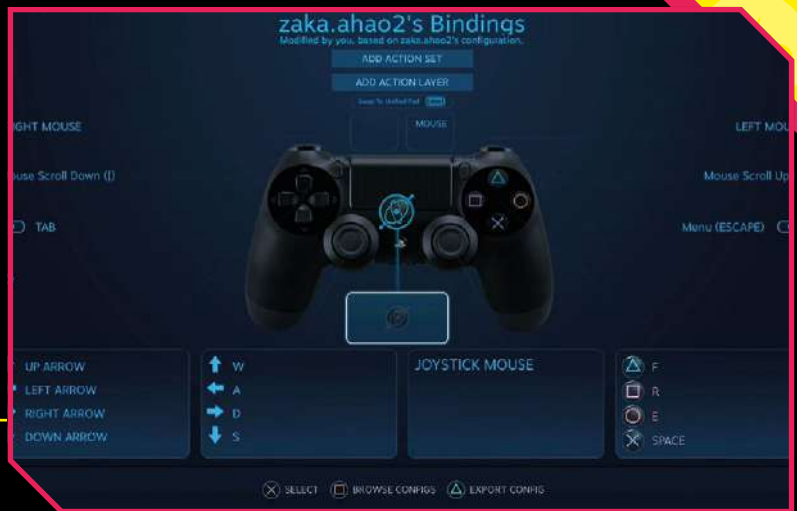 zaka.ahao2's Bindings
Modified by you, based on zaka.ahao2's configuration.
ADD ACTION SET
ADD ACTION LAYER
MOUSE
IGHT MOUSE
LEFT MOU
ouse Scroll Down ([)
Mouse Scroll Up
TAB
Menu (ESCAPE)
UP ARROW
LEFT ARROW
RIGHT ARROW
DOWN ARROW
W
A
D
S
JOYSTICK MOUSE
F
R
E
SPACE
SELECT BROWSE CONFIGS EXPORT CONFIG